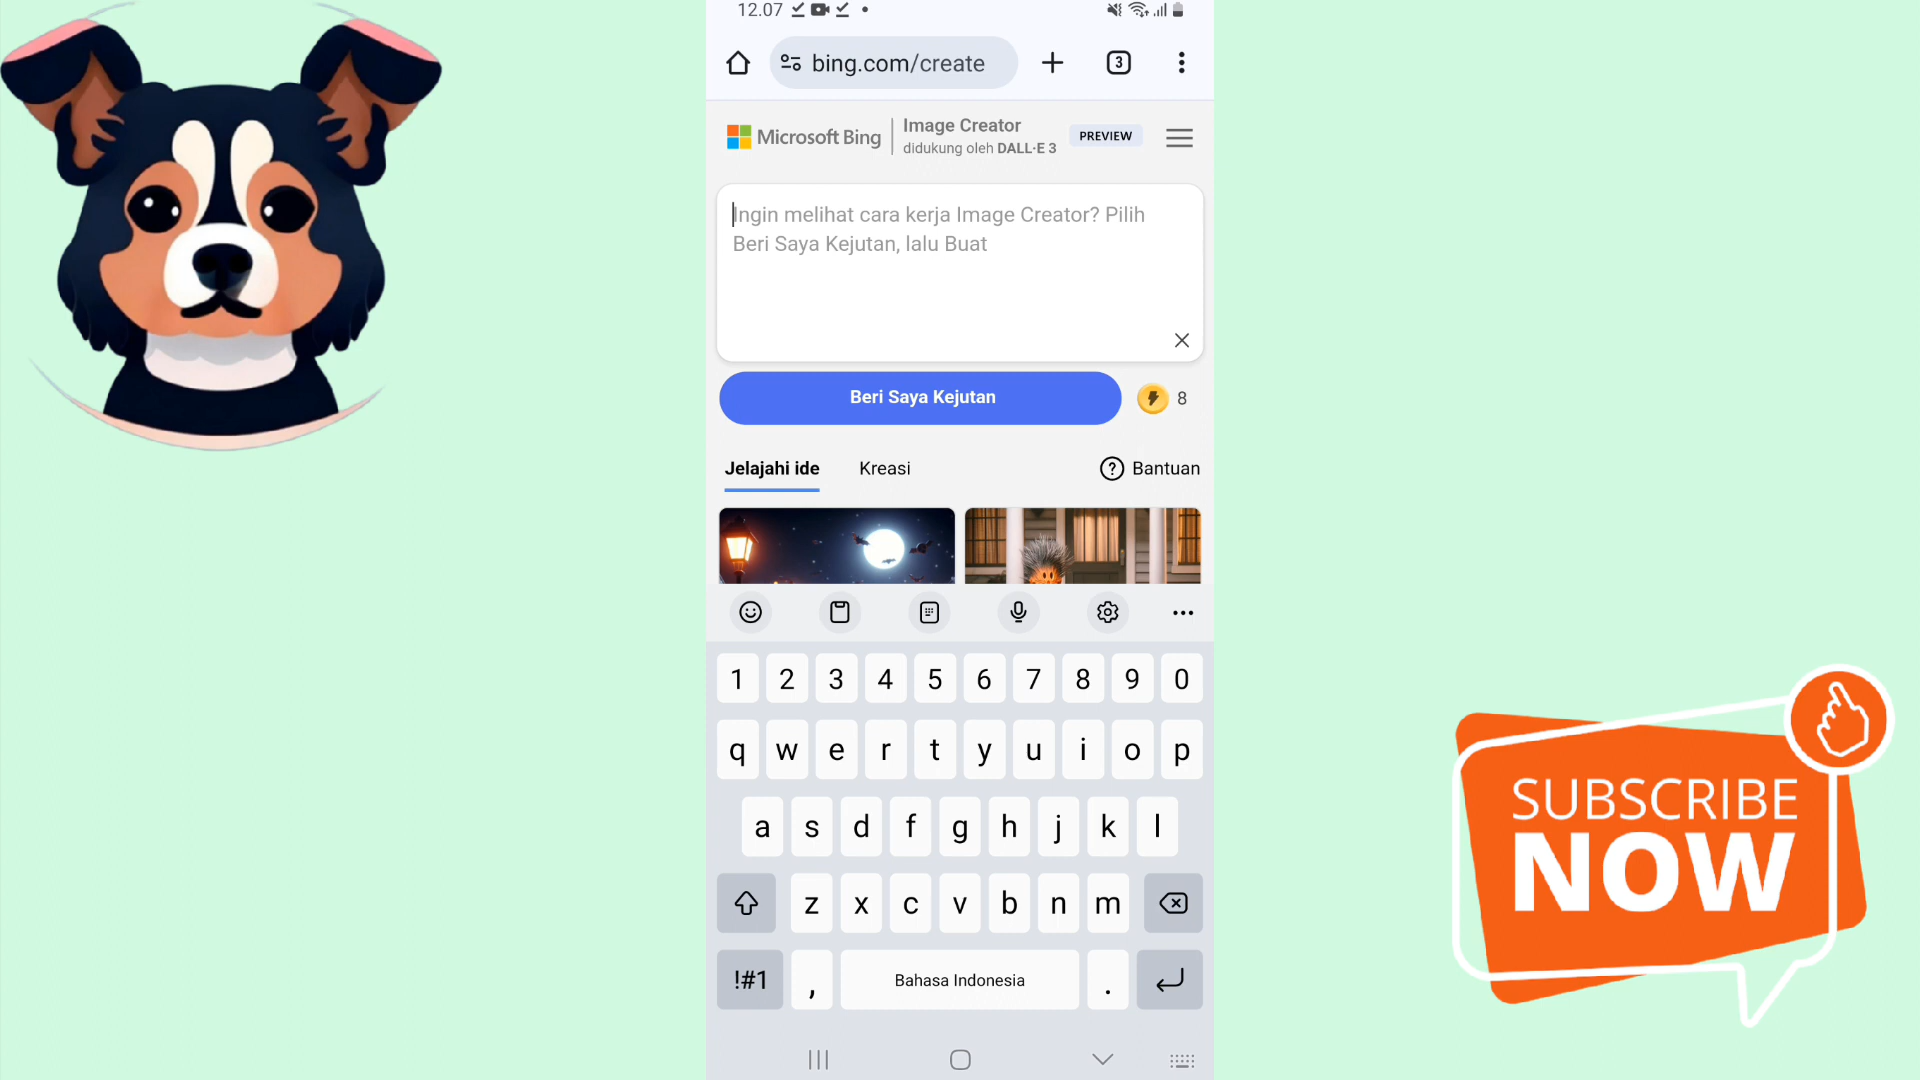 12.07
bing.com/create
3
Microsoft Bing
Image Creator
didukung oleh DALL·E 3
PREVIEW
Ingin melihat cara kerja Image Creator? Pilih
Beri Saya Kejutan, lalu Buat
Beri Saya Kejutan
8
Jelajahi ide
Kreasi
Bantuan
1 2 3 4 5 6 7 8 9 0
q w e r t y u i o p
a s d f g h j k l
z x c v b n m
!#1 , Bahasa Indonesia .
SUBSCRIBE
NOW